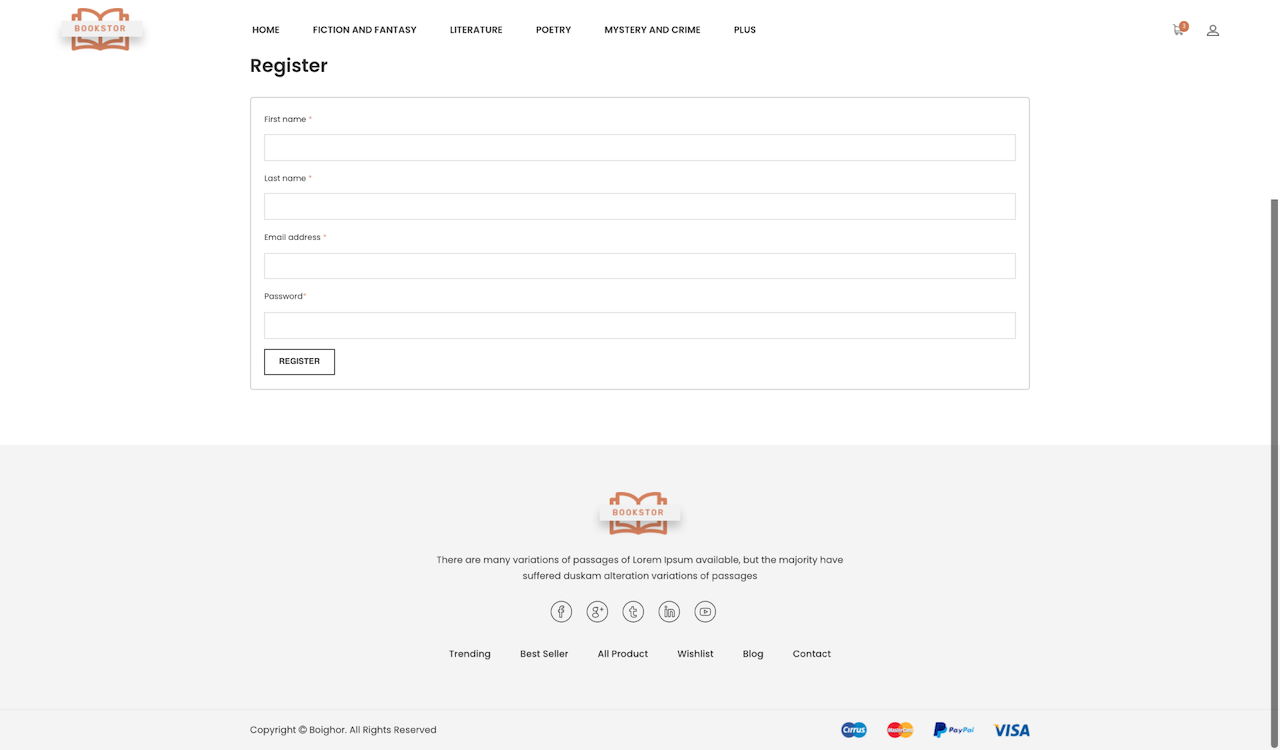 BOOKSTOR
HOME FICTION AND FANTASY LITERATURE POETRY MYSTERY AND CRIME PLUS
3
Register
First name *
Last name *
Email address *
Password*
REGISTER
BOOKSTOR
There are many variations of passages of Lorem Ipsum available, but the majority have
suffered duskam alteration variations of passages
Trending Best Seller All Product Wishlist Blog Contact
Copyright © Boighor. All Rights Reserved
Cirrus MasterCard PayPal VISA